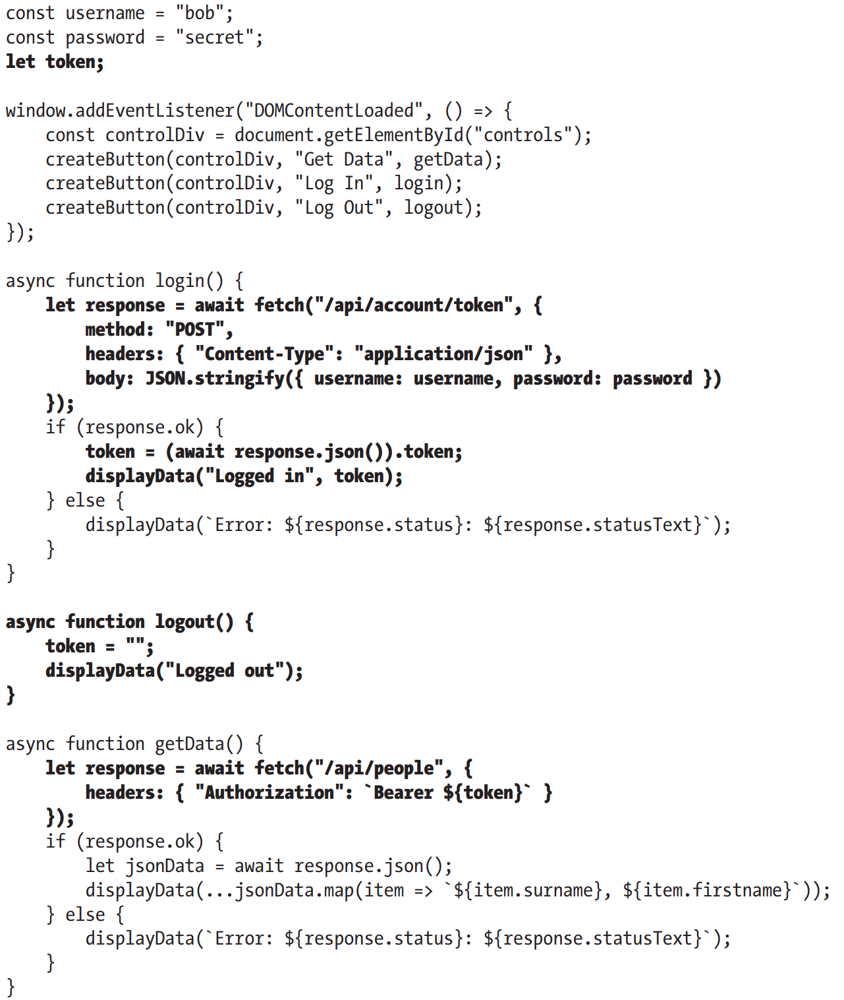 const username = "bob";
const password = "secret";
let token;

window.addEventListener("DOMContentLoaded", () => {
    const controlDiv = document.getElementById("controls");
    createButton(controlDiv, "Get Data", getData);
    createButton(controlDiv, "Log In", login);
    createButton(controlDiv, "Log Out", logout);
});

async function login() {
    let response = await fetch("/api/account/token", {
        method: "POST",
        headers: { "Content-Type": "application/json" },
        body: JSON.stringify({ username: username, password: password })
    });
    if (response.ok) {
        token = (await response.json()).token;
        displayData("Logged in", token);
    } else {
        displayData(`Error: ${response.status}: ${response.statusText}`);
    }
}

async function logout() {
    token = "";
    displayData("Logged out");
}

async function getData() {
    let response = await fetch("/api/people", {
        headers: { "Authorization": `Bearer ${token}` }
    });
    if (response.ok) {
        let jsonData = await response.json();
        displayData(...jsonData.map(item => `${item.surname}, ${item.firstname}`));
    } else {
        displayData(`Error: ${response.status}: ${response.statusText}`);
    }
}